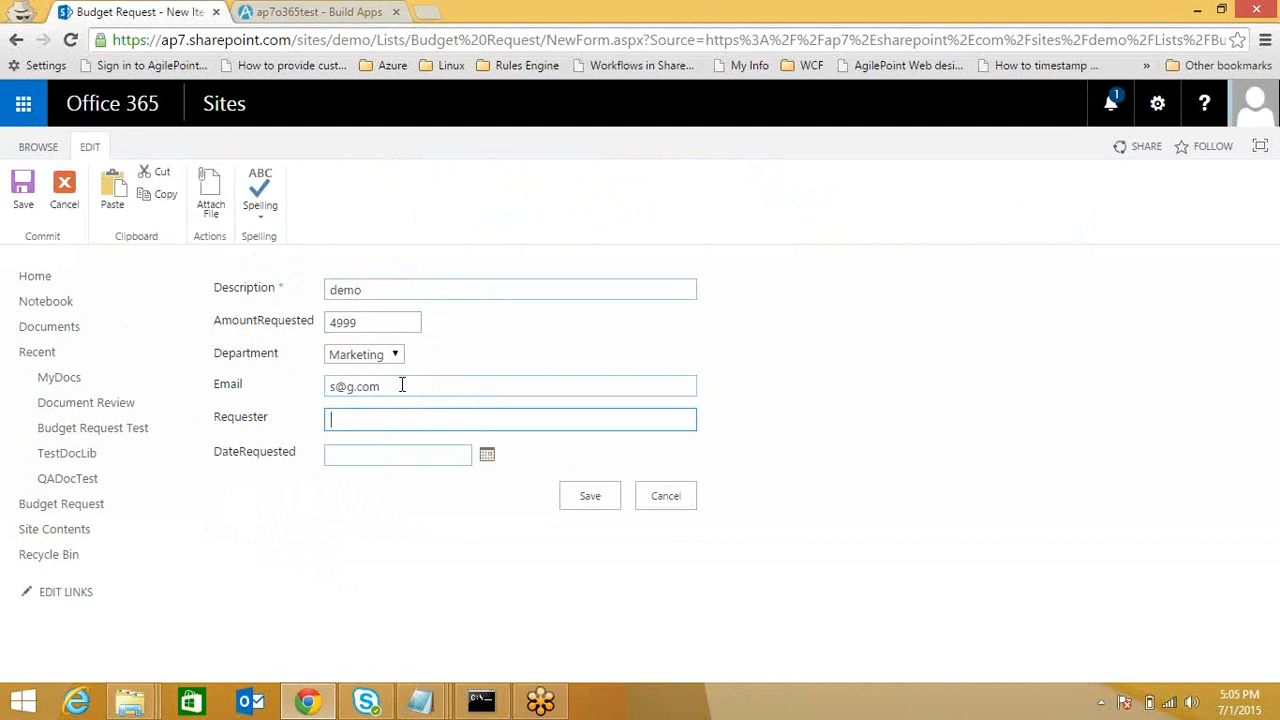 Budget Request - New Ite
ap7o365test - Build Apps
https://ap7.sharepoint.com/sites/demo/Lists/Budget%20Request/NewForm.aspx?Source=https%3A%2F%2Fap7%2Esharepoint%2Ecom%2Fsites%2Fdemo%2FLists%2FBu
Settings
Sign in to AgilePoint
How to provide cust...
Azure
Linux
Rules Engine
Workflows in Share...
My Info
WCF
AgilePoint Web desi...
How to timestamp ...
»
Other bookmarks
Office 365
Sites
1
?
BROWSE
EDIT
SHARE
FOLLOW
Save
Cancel
Paste
Cut
Copy
Attach
File
ABC
Spelling
Commit
Clipboard
Actions
Spelling
Home
Notebook
Documents
Recent
MyDocs
Document Review
Budget Request Test
TestDocLib
QADocTest
Budget Request
Site Contents
Recycle Bin
EDIT LINKS
Description * demo
AmountRequested 4999
Department Marketing
Email s@g.com
Requester
DateRequested
Save
Cancel
5:05 PM
7/1/2015